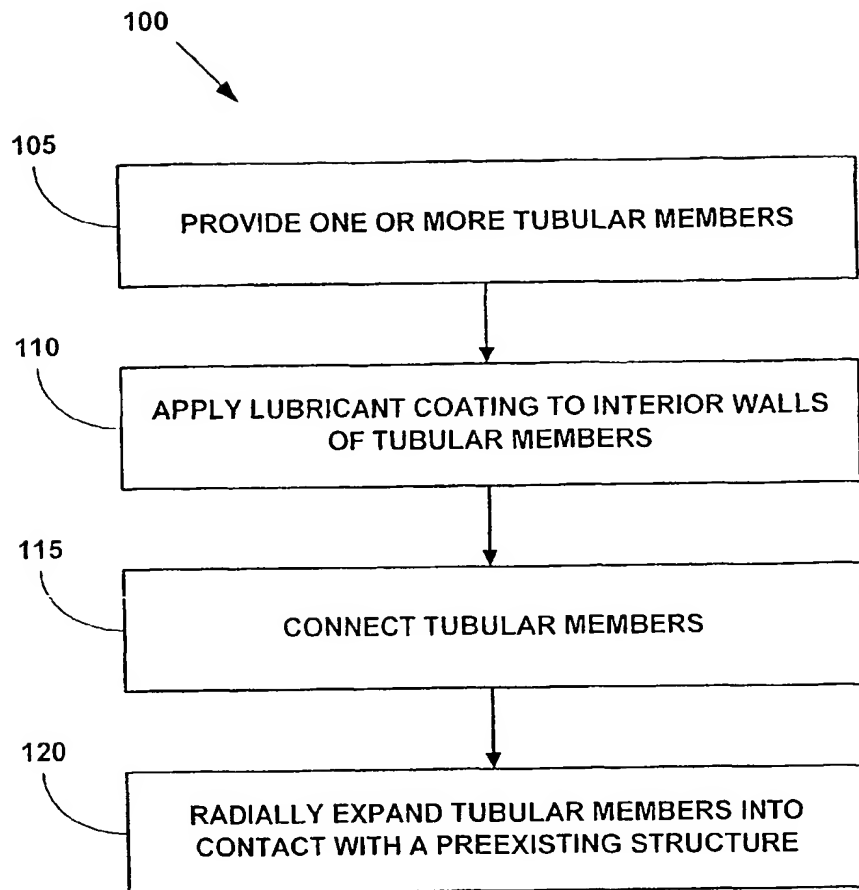 100
105
PROVIDE ONE OR MORE TUBULAR MEMBERS
110
APPLY LUBRICANT COATING TO INTERIOR WALLS
OF TUBULAR MEMBERS
115
CONNECT TUBULAR MEMBERS
120
RADIALLY EXPAND TUBULAR MEMBERS INTO
CONTACT WITH A PREEXISTING STRUCTURE